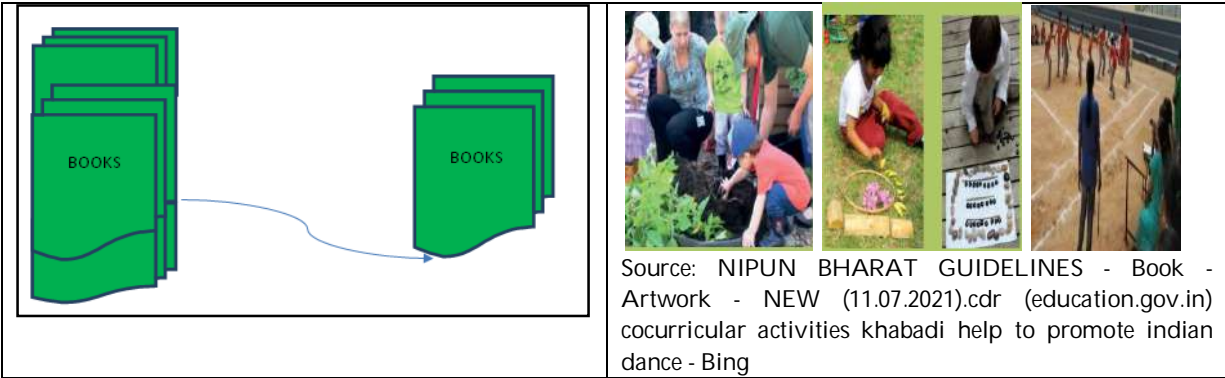 BOOKS
BOOKS
Source: NIPUN BHARAT GUIDELINES - Book -
Artwork - NEW (11.07.2021).cdr (education.gov.in)
cocurricular activities khabadi help to promote indian
dance - Bing